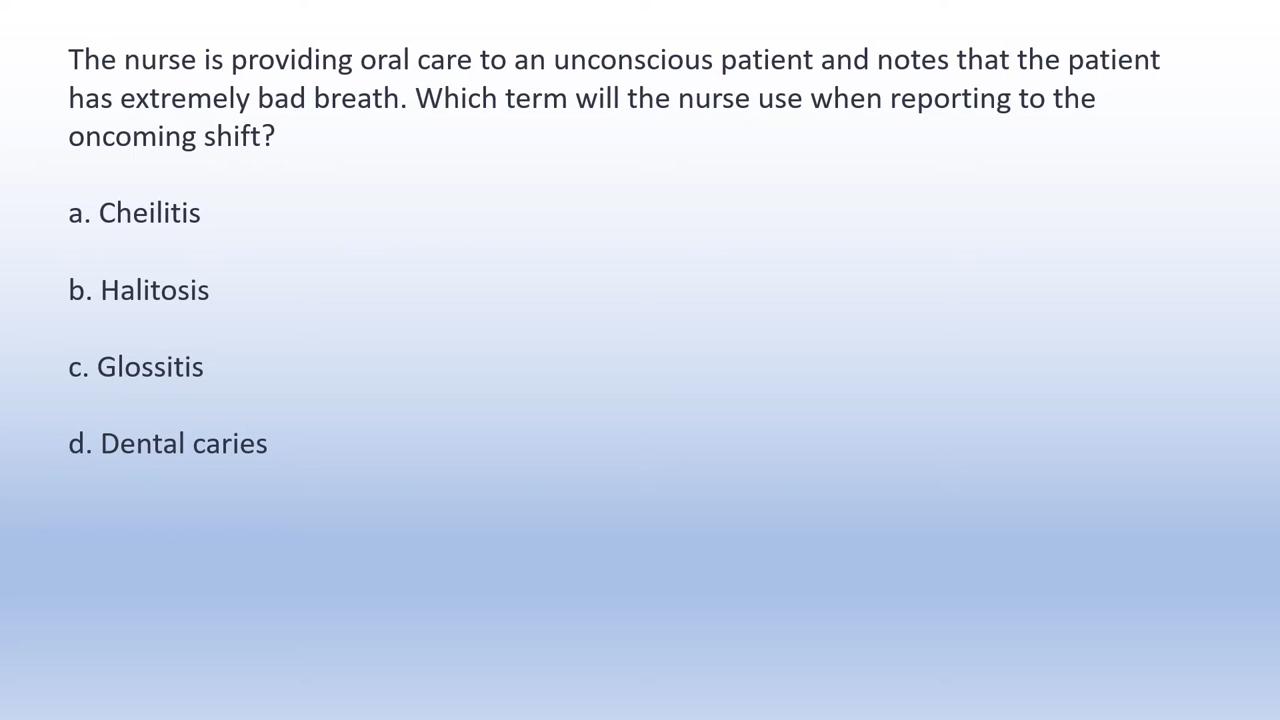 The nurse is providing oral care to an unconscious patient and notes that the patient
has extremely bad breath. Which term will the nurse use when reporting to the
oncoming shift?
a. Cheilitis
b. Halitosis
c. Glossitis
d. Dental caries